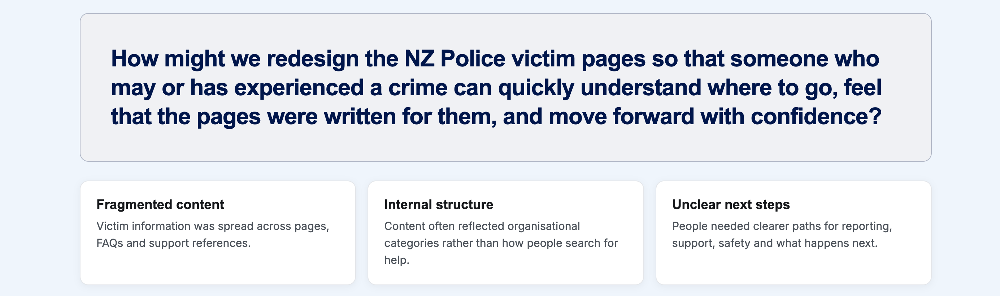 How might we redesign the NZ Police victim pages so that someone who
may or has experienced a crime can quickly understand where to go, feel
that the pages were written for them, and move forward with confidence?
Fragmented content
Victim information was spread across pages,
FAQs and support references.
Internal structure
Content often reflected organisational
categories rather than how people search for
help.
Unclear next steps
People needed clearer paths for reporting,
support, safety and what happens next.